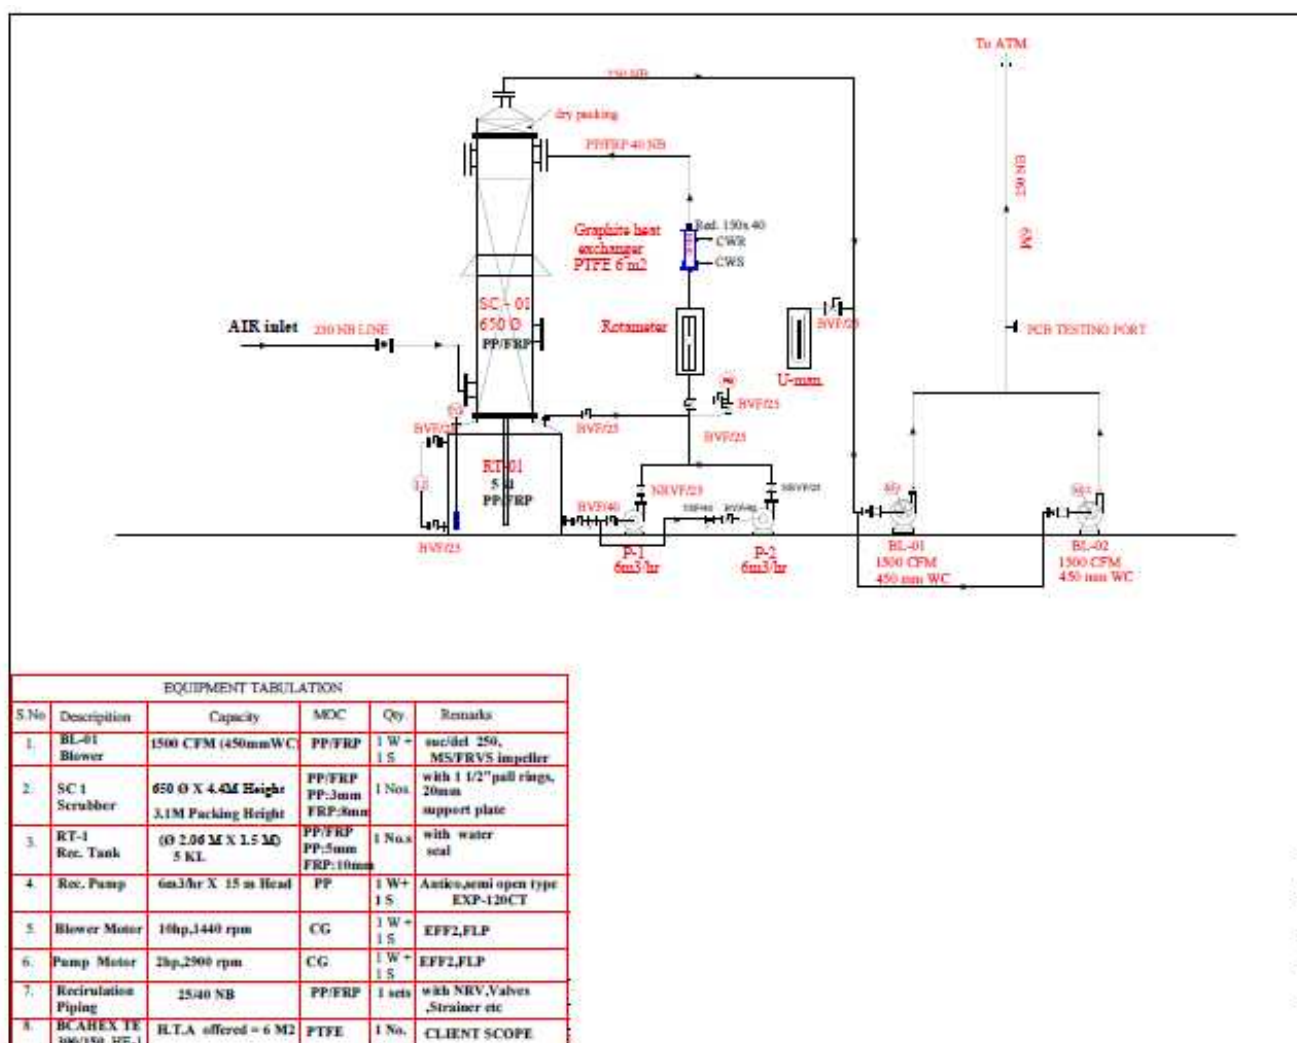 To ATM
250 NB
dry packing
PP/FRP 40 NB
250 NB
6M
Red. 150x 40
Graphite heat
exchanger
PTFE 6 m2
CWR
CWS
SC - 01
650 Ø
PP/FRP
Rotameter
AIR inlet
BVF/25
PCB TESTING PORT
U-man.
BVF/25
BVF/25
BVF/25
RT-01
PP/FRP
NRVF/25
NRVF/25
BVF/40
BVF/25
P-1
6m3/hr
P-2
6m3/hr
BL-01
1500 CFM
450 mm WC
BL-02
1500 CFM
450 mm WC
EQUIPMENT TABULATION
S.No Descripition Capacity MOC Qty Remarks
1. BL-01 Blower 1500 CFM (450mmWC) PP/FRP 1 W + 1 S suc/del 250, MS/FRVS impeller
2. SC 1 Scrubber 650 Ø X 4.4M Height 3.1M Packing Height PP/FRP PP:3mm FRP:8mm 1 Nos. with 1 1/2" pall rings, 20mm support plate
3. RT-1 Rec. Tank (Ø 2.06 M X 1.5 M) 5 KL PP/FRP PP:5mm FRP:10mm 1 No.s with water seal
4. Rec. Pump 6m3/hr X 15 m Head PP 1 W+ 1 S Antico,semi open type EXP-120CT
5. Blower Motor 10hp,1440 rpm CG 1 W + 1 S EFF2,FLP
6. Pump Motor 2hp,2900 rpm CG 1 W + 1 S EFF2,FLP
7. Recirulation Piping 25/40 NB PP/FRP 1 sets with NRV,Valves ,Strainer etc
8. BCAHEX TE 300/150 HE-1 H.T.A offered = 6 M2 PTFE 1 No. CLIENT SCOPE